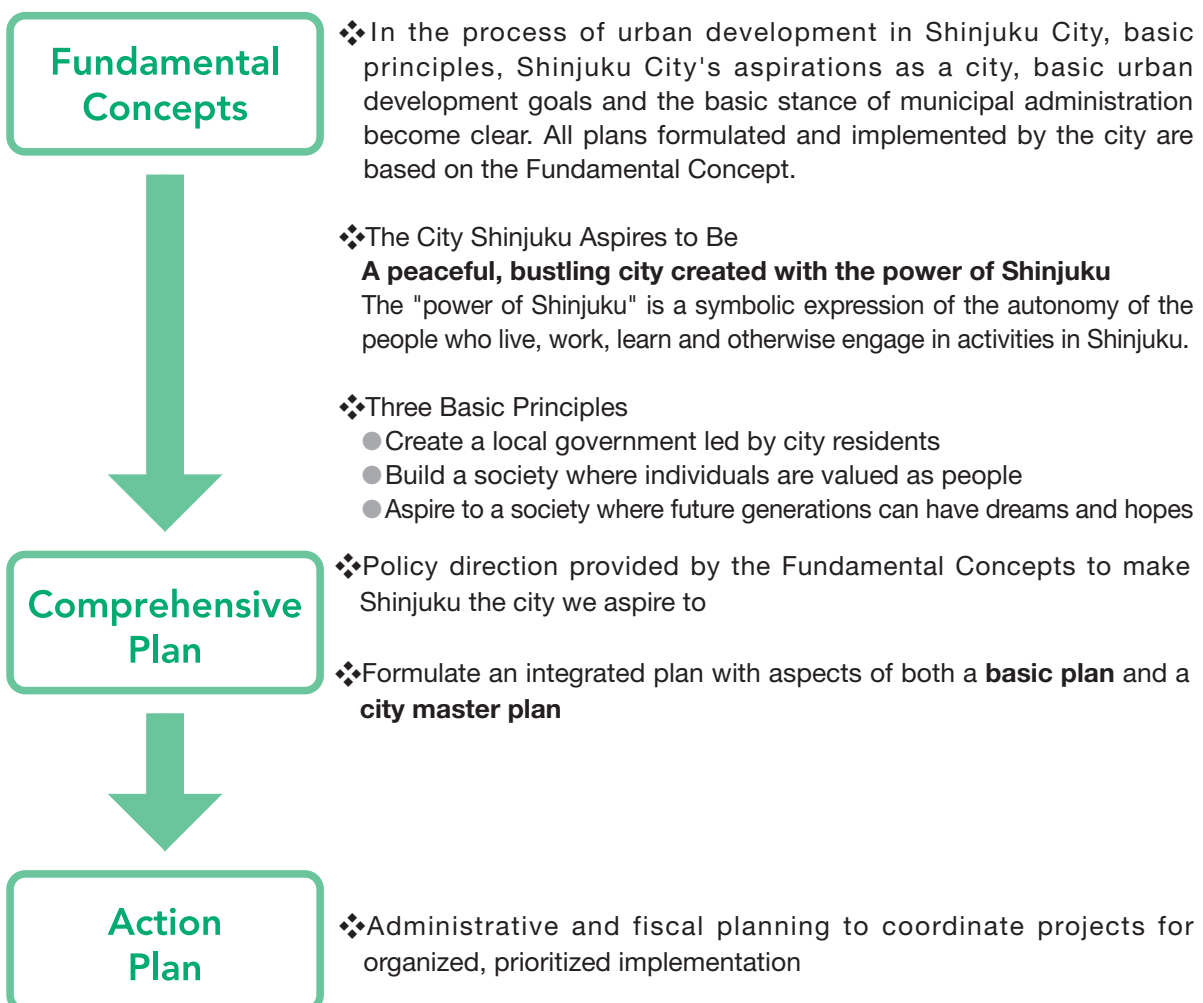 Fundamental
Concepts
❖In the process of urban development in Shinjuku City, basic
principles, Shinjuku City's aspirations as a city, basic urban
development goals and the basic stance of municipal administration
become clear. All plans formulated and implemented by the city are
based on the Fundamental Concept.
❖The City Shinjuku Aspires to Be
A peaceful, bustling city created with the power of Shinjuku
The "power of Shinjuku" is a symbolic expression of the autonomy of the
people who live, work, learn and otherwise engage in activities in Shinjuku.
❖Three Basic Principles
●Create a local government led by city residents
●Build a society where individuals are valued as people
●Aspire to a society where future generations can have dreams and hopes
Comprehensive
Plan
❖Policy direction provided by the Fundamental Concepts to make
Shinjuku the city we aspire to
❖Formulate an integrated plan with aspects of both a basic plan and a
city master plan
Action
Plan
❖Administrative and fiscal planning to coordinate projects for
organized, prioritized implementation